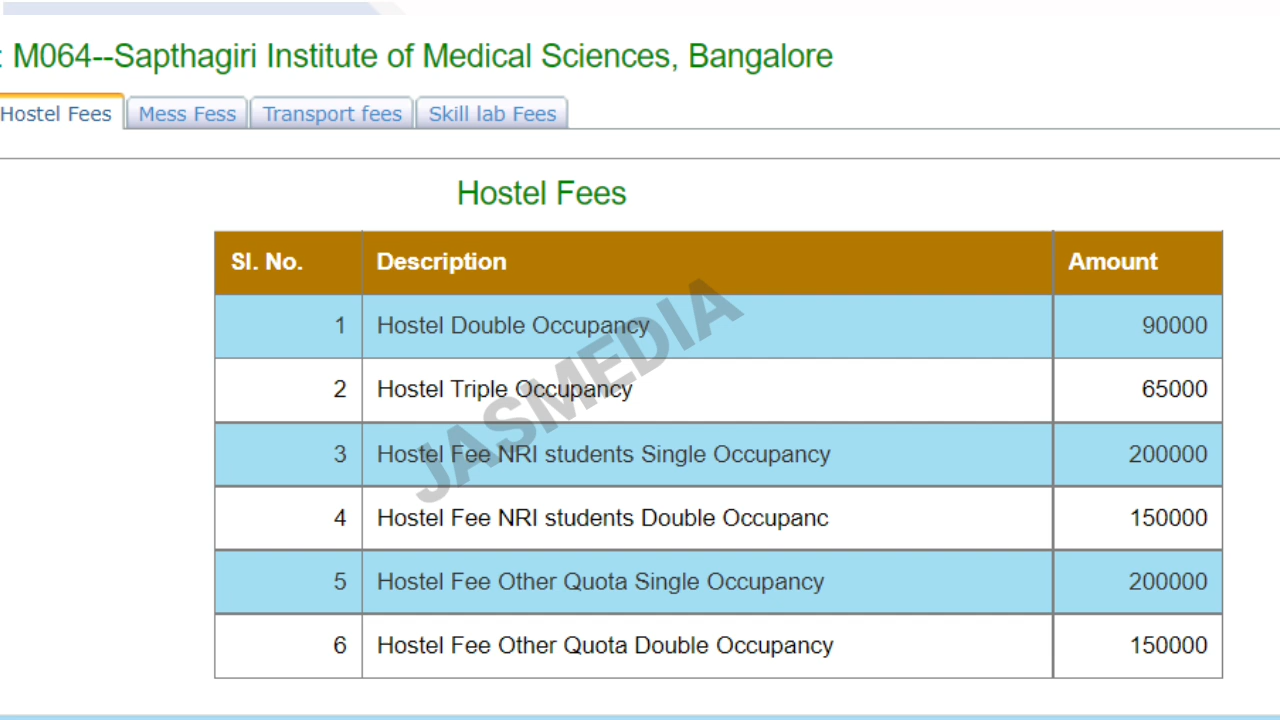 : M064--Sapthagiri Institute of Medical Sciences, Bangalore
Hostel Fees Mess Fess Transport fees Skill lab Fees
Hostel Fees
Sl. No. Description Amount
1 Hostel Double Occupancy 90000
2 Hostel Triple Occupancy 65000
3 Hostel Fee NRI students Single Occupancy 200000
4 Hostel Fee NRI students Double Occupanc 150000
5 Hostel Fee Other Quota Single Occupancy 200000
6 Hostel Fee Other Quota Double Occupancy 150000
JASMEDIA